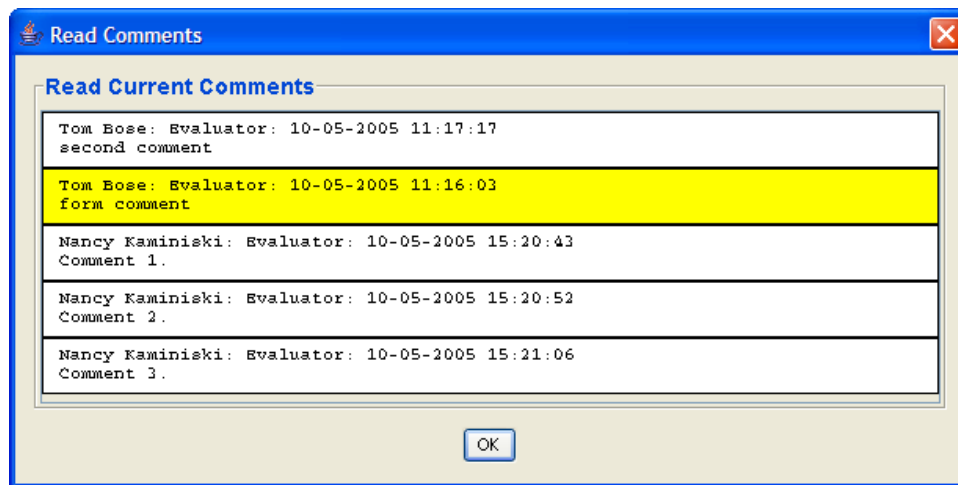 Read Comments
Read Current Comments
Tom Bose: Evaluator: 10-05-2005 11:17:17
second comment
Tom Bose: Evaluator: 10-05-2005 11:16:03
form comment
Nancy Kaminiski: Evaluator: 10-05-2005 15:20:43
Comment 1.
Nancy Kaminiski: Evaluator: 10-05-2005 15:20:52
Comment 2.
Nancy Kaminiski: Evaluator: 10-05-2005 15:21:06
Comment 3.
OK